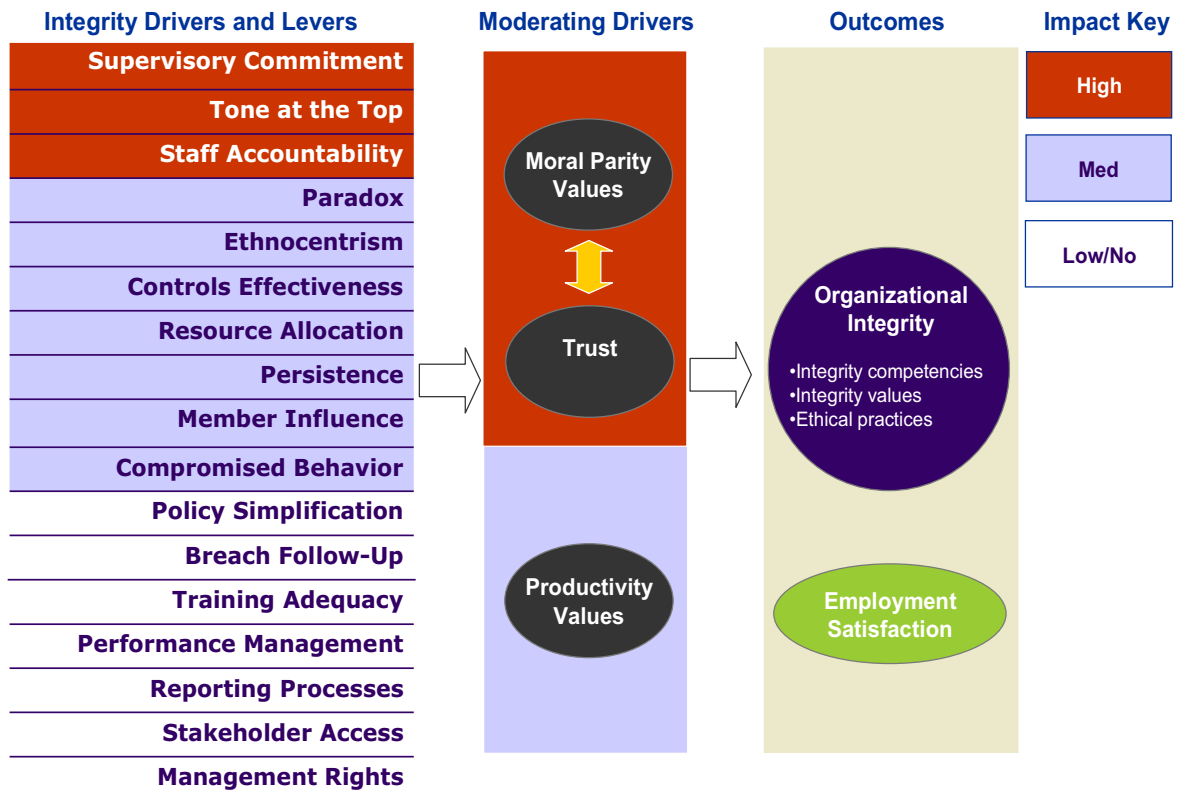 Integrity Drivers and Levers
Supervisory Commitment
Tone at the Top
Staff Accountability
Paradox
Ethnocentrism
Controls Effectiveness
Resource Allocation
Persistence
Member Influence
Compromised Behavior
Policy Simplification
Breach Follow-Up
Training Adequacy
Performance Management
Reporting Processes
Stakeholder Access
Management Rights
Moderating Drivers
Moral Parity
Values
Trust
Productivity
Values
Outcomes
Organizational
Integrity
•Integrity competencies
•Integrity values
•Ethical practices
Employment
Satisfaction
Impact Key
High
Med
Low/No